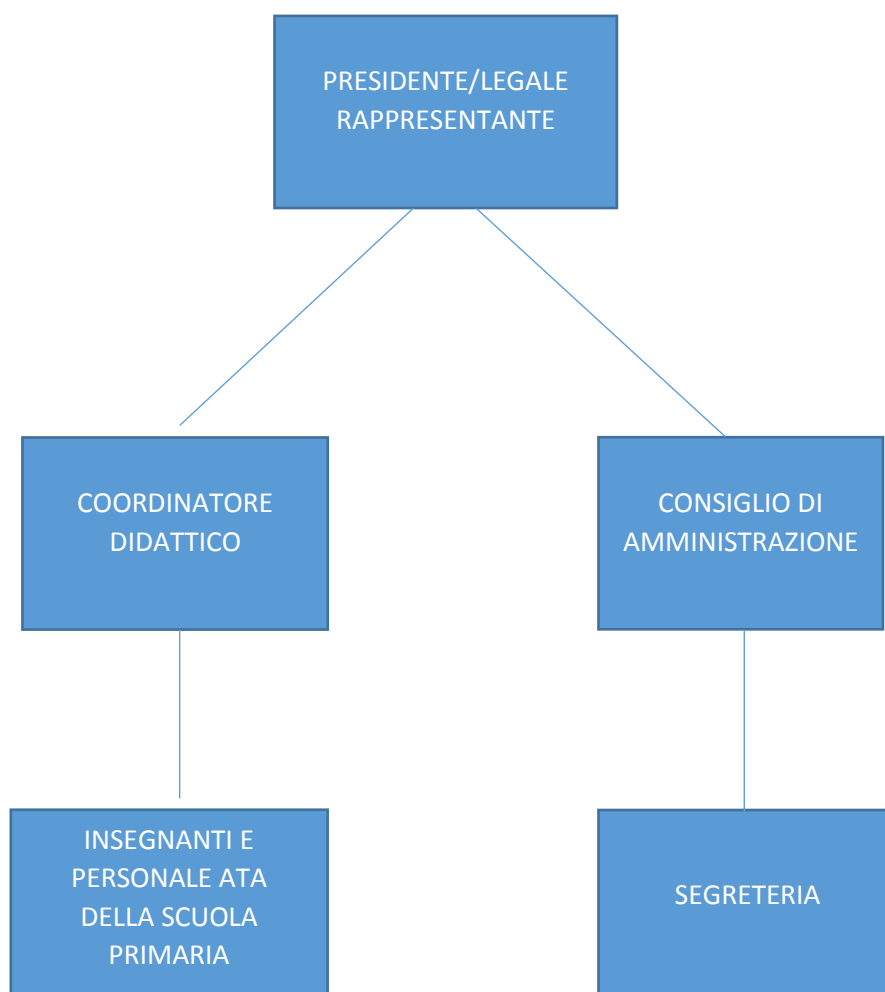 PRESIDENTE/LEGALE
RAPPRESENTANTE
COORDINATORE
DIDATTICO
CONSIGLIO DI
AMMINISTRAZIONE
INSEGNANTI E
PERSONALE ATA
DELLA SCUOLA
PRIMARIA
SEGRETERIA